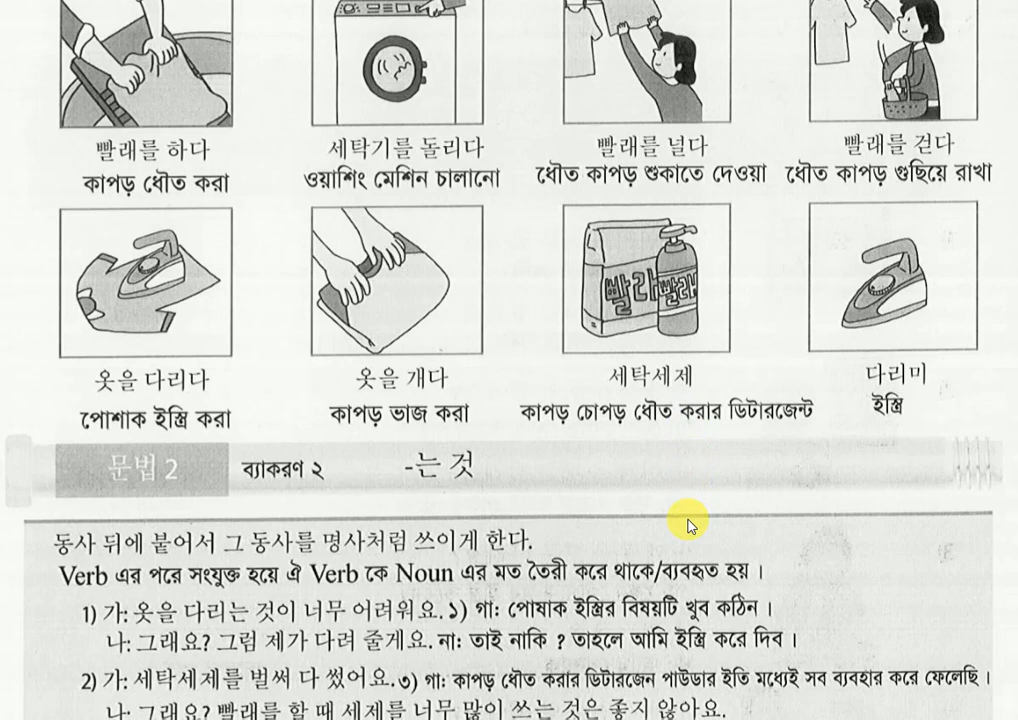 빨래를 하다 세탁기를 돌리다 빨래를 널다 빨래를 걷다
কাপড় ধৌত করা ওয়াশিং মেশিন চালানো ধৌত কাপড় শুকাতে দেওয়া ধৌত কাপড় গুছিয়ে রাখা
빨래 빨래
옷을 다리다 옷을 개다 세탁세제 다리미
পোশাক ইস্ত্রি করা কাপড় ভাজ করা কাপড় চোপড় ধৌত করার ডিটারজেন্ট ইস্ত্রি
문법 2 ব্যাকরণ ২ -는 것
동사 뒤에 붙어서 그 동사를 명사처럼 쓰이게 한다.
Verb এর পরে সংযুক্ত হয়ে ঐ Verb কে Noun এর মত তৈরী করে থাকে/ব্যবহৃত হয় ।
1) 가: 옷을 다리는 것이 너무 어려워요. ১) গা: পোষাক ইস্ত্রির বিষয়টি খুব কঠিন ।
나: 그래요? 그럼 제가 다려 줄게요. না: তাই নাকি ? তাহলে আমি ইস্ত্রি করে দিব ।
2) 가: 세탁세제를 벌써 다 썼어요. ৩) গা: কাপড় ধৌত করার ডিটারজেন পাউডার ইতি মধ্যেই সব ব্যবহার করে ফেলেছি ।
나: 그래요? 빨래를 할 때 세제를 너무 많이 쓰는 것은 좋지 않아요.